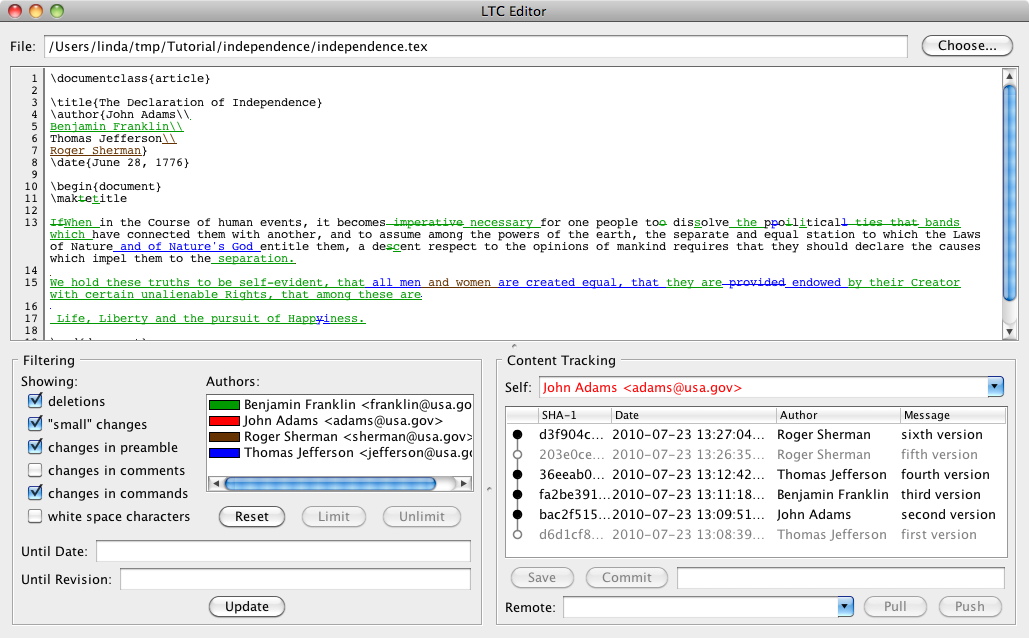 LTC Editor
File: /Users/linda/tmp/Tutorial/independence/independence.tex Choose...
1 \documentclass{article}
2
3 \title{The Declaration of Independence}
4 \author{John Adams\\
5 Benjamin Franklin\\
6 Thomas Jefferson\\
7 Roger Sherman}
8 \date{June 28, 1776}
9
10 \begin{document}
11 \maktetitle
12
13 IfWhen in the Course of human events, it becomes imperative necessary for one people too dissolve the ppoiliticall ties that bands
which have connected them with another, and to assume among the powers of the earth, the separate and equal station to which the Laws
of Nature and of Nature's God entitle them, a descent respect to the opinions of mankind requires that they should declare the causes
which impel them to the separation.
14
15 We hold these truths to be self-evident, that all men and women are created equal, that they are provided endowed by their Creator
with certain unalienable Rights, that among these are
16
17 Life, Liberty and the pursuit of Happyiness.
18
Filtering
Showing:
deletions
"small" changes
changes in preamble
changes in comments
changes in commands
white space characters
Authors:
Benjamin Franklin <franklin@usa.go
John Adams <adams@usa.gov>
Roger Sherman <sherman@usa.gov>
Thomas Jefferson <jefferson@usa.go
Reset Limit Unlimit
Until Date:
Until Revision:
Update
Content Tracking
Self: John Adams <adams@usa.gov>
SHA-1 Date Author Message
d3f904c... 2010-07-23 13:27:04... Roger Sherman sixth version
203e0ce... 2010-07-23 13:26:35... Roger Sherman fifth version
36eeab0... 2010-07-23 13:12:42... Thomas Jefferson fourth version
fa2be391... 2010-07-23 13:11:18... Benjamin Franklin third version
bac2f515... 2010-07-23 13:09:51... John Adams second version
d6d1cf8... 2010-07-23 13:08:39... Thomas Jefferson first version
Save Commit
Remote: Pull Push